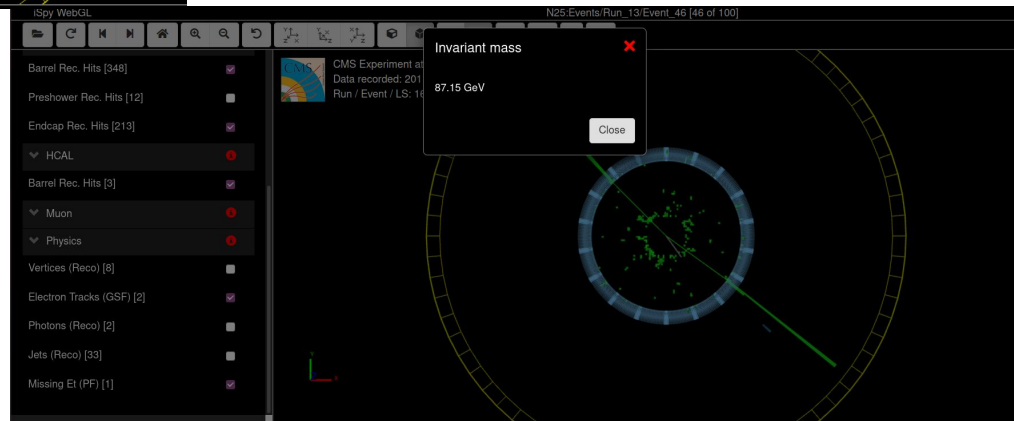 iSpy WebGL
N25:Events/Run_13/Event_46 [46 of 100]
Invariant mass
87.15 GeV
Close
CMS
CMS Experiment at
Data recorded: 201
Run / Event / LS: 16
Barrel Rec. Hits [348]
Preshower Rec. Hits [12]
Endcap Rec. Hits [213]
HCAL
Barrel Rec. Hits [3]
Muon
Physics
Vertices (Reco) [8]
Electron Tracks (GSF) [2]
Photons (Reco) [2]
Jets (Reco) [33]
Missing Et (PF) [1]